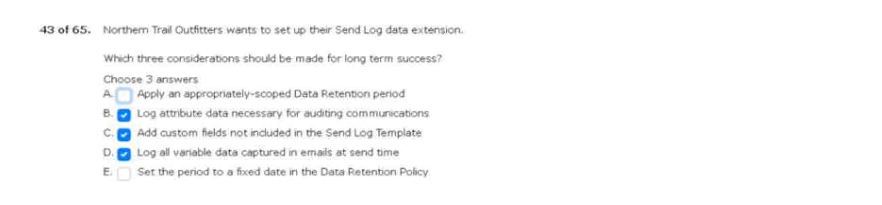 43 of 65. Northern Trail Outfitters wants to set up their Send Log data extension.
Which three considerations should be made for long term success?
Choose 3 answers
A. Apply an appropriately-scoped Data Retention period
B. Log attribute data necessary for auditing communications
C. Add custom fields not included in the Send Log Template
D. Log all variable data captured in emails at send time
E. Set the period to a fixed date in the Data Retention Policy